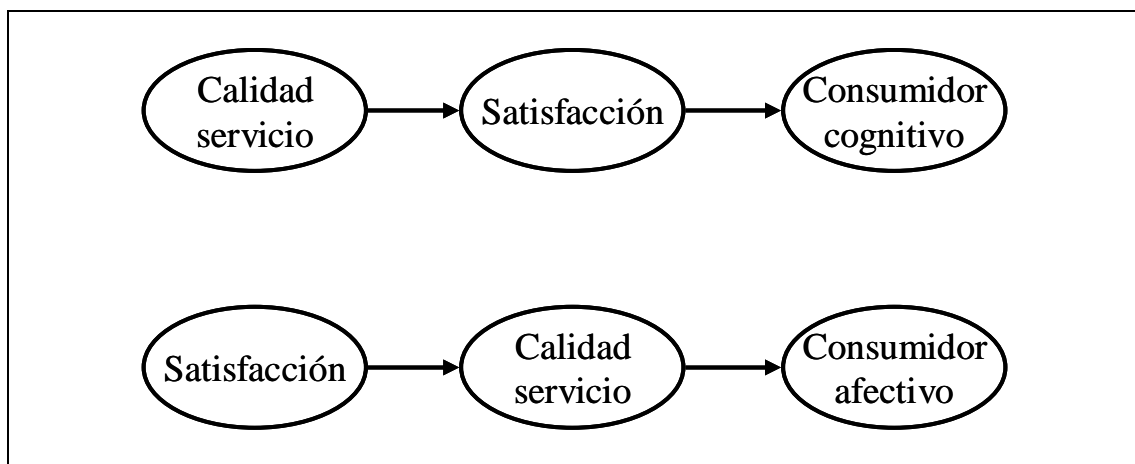 Calidad
servicio
Satisfacción
Consumidor
cognitivo
Satisfacción
Calidad
servicio
Consumidor
afectivo